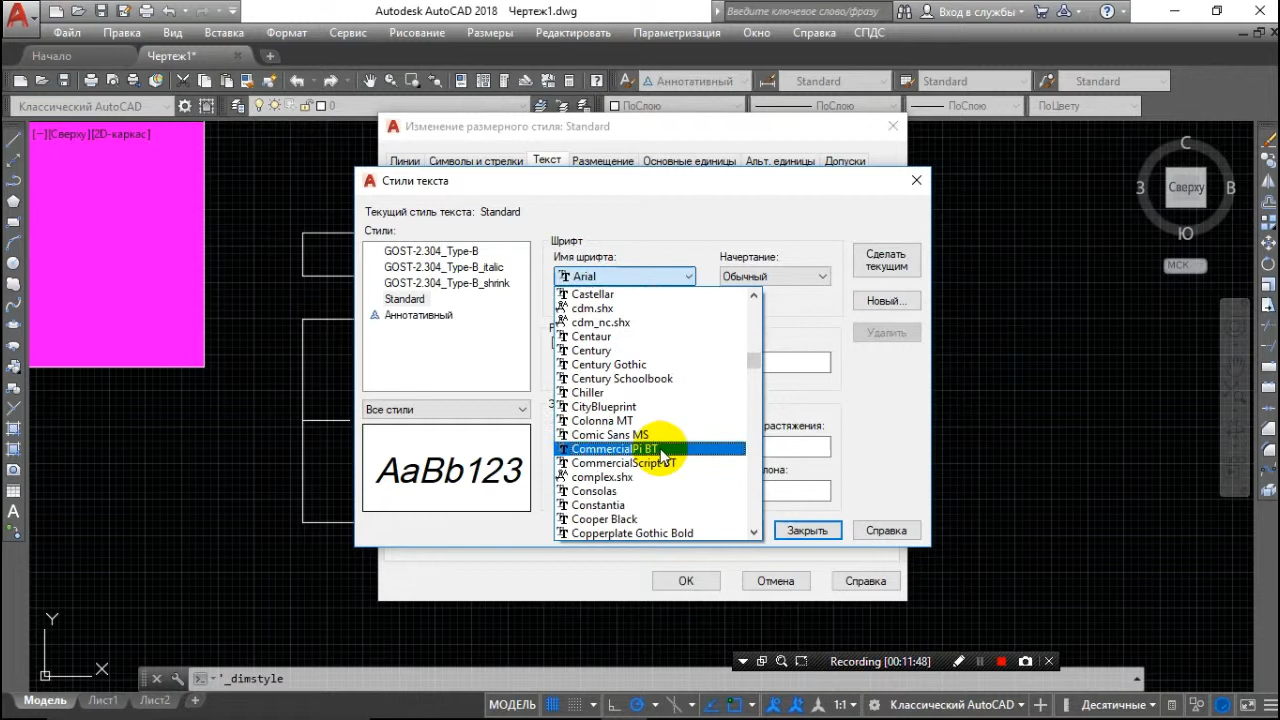 Autodesk AutoCAD 2018 Чертеж1.dwg
Введите ключевое слово/фразу
Вход в службы
Файл Правка Вид Вставка Формат Сервис Рисование Размеры Редактировать Параметризация Окно Справка СПДС
Начало Чертеж1*
Аннотативный Standard Standard Standard
Классический AutoCAD 0 ПоСлою ПоСлою ПоСлою ПоЦвету
[−][Сверху][2D-каркас]
Изменение размерного стиля: Standard
Линии Символы и стрелки Текст Размещение Основные единицы Альт. единицы Допуски
Стили текста
Текущий стиль текста: Standard
Стили:
GOST-2.304_Type-B
GOST-2.304_Type-B_italic
GOST-2.304_Type-B_shrink
Standard
Аннотативный
Все стили
AaBb123
Шрифт
Имя шрифта:
Arial
Начертание:
Обычный
Castellar
cdm.shx
cdm_nc.shx
Centaur
Century
Century Gothic
Century Schoolbook
Chiller
CityBlueprint
Colonna MT
Comic Sans MS
CommercialPi BT
CommercialScript BT
complex.shx
Consolas
Constantia
Cooper Black
Copperplate Gothic Bold
растяжения:
лона:
Сделать
текущим
Новый...
Удалить
Закрыть Справка
OK Отмена Справка
С
З Сверху В
Ю
МСК
Y
X
Recording [00:11:48]
'_dimstyle
Модель Лист1 Лист2
МОДЕЛЬ 1:1 Классический AutoCAD Десятичные